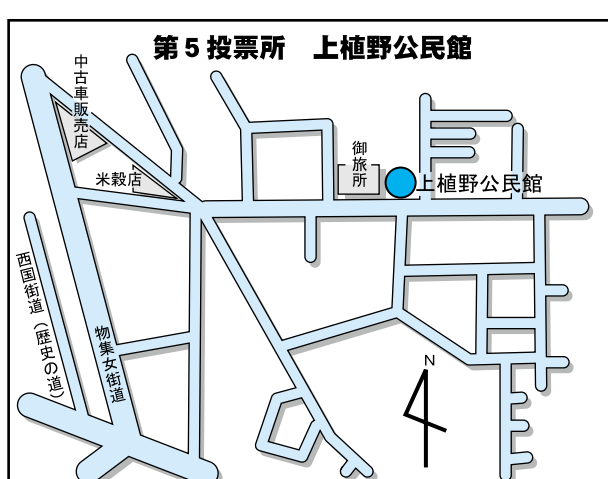 第5投票所　上植野公民館
中古車販売店
米穀店
御旅所
上植野公民館
西国街道（歴史の道）
物集女街道
N